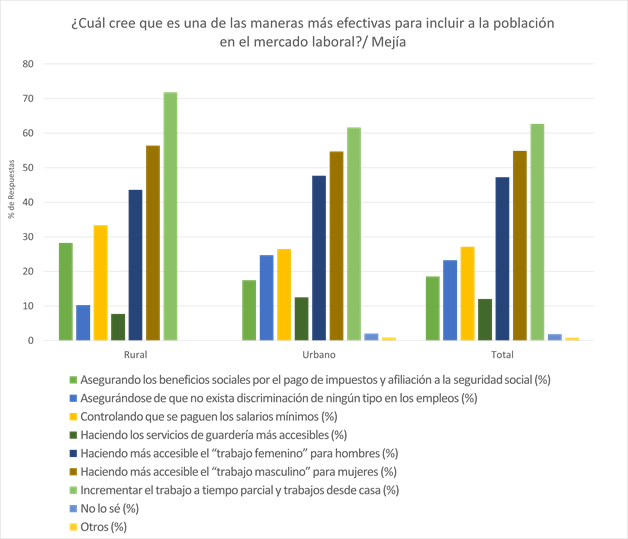 ¿Cuál cree que es una de las maneras más efectivas para incluir a la población
en el mercado laboral?/ Mejía
80
70
60
50
40
30
20
10
0
% de Respuestas
Rural Urbano Total
Asegurando los beneficios sociales por el pago de impuestos y afiliación a la seguridad social (%)
Asegurándose de que no exista discriminación de ningún tipo en los empleos (%)
Controlando que se paguen los salarios mínimos (%)
Haciendo los servicios de guardería más accesibles (%)
Haciendo más accesible el “trabajo femenino” para hombres (%)
Haciendo más accesible el “trabajo masculino” para mujeres (%)
Incrementar el trabajo a tiempo parcial y trabajos desde casa (%)
No lo sé (%)
Otros (%)